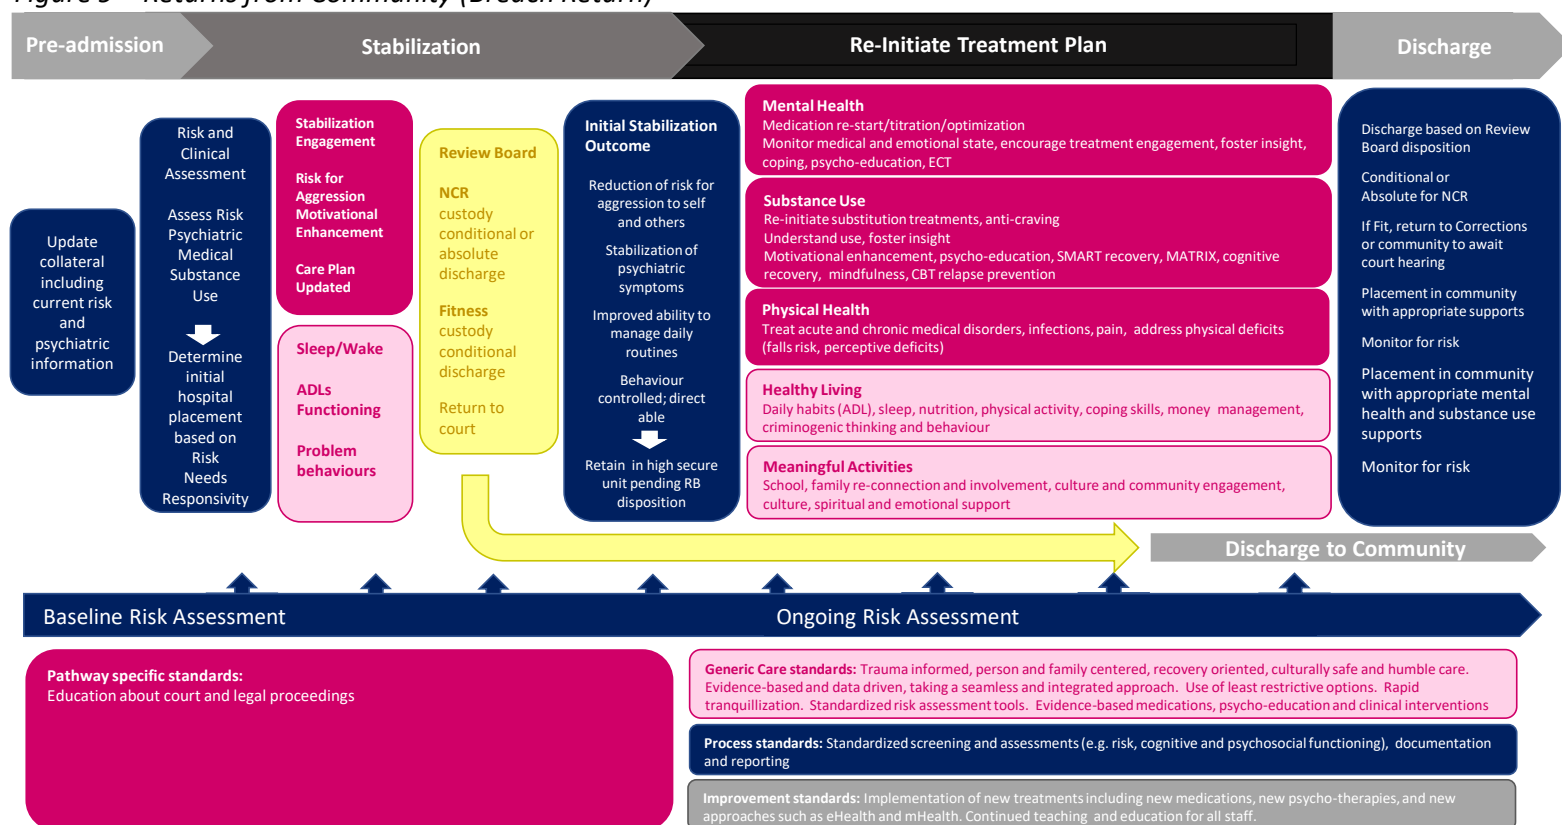 Figure 9 – Returns from Community (Breach Return)
Pre-admission
Stabilization
Re-Initiate Treatment Plan
Discharge
Update
collateral
including
current risk
and
psychiatric
information
Risk and
Clinical
Assessment
Assess Risk
Psychiatric
Medical
Substance
Use
Determine
initial
hospital
placement
based on
Risk
Needs
Responsivity
Stabilization
Engagement
Risk for
Aggression
Motivational
Enhancement
Care Plan
Updated
Sleep/Wake
ADLs
Functioning
Problem
behaviours
Review Board
NCR
custody
conditional or
absolute
discharge
Fitness
custody
conditional
discharge
Return to
court
Initial Stabilization
Outcome
Reduction of risk for
aggression to self
and others
Stabilization of
psychiatric
symptoms
Improved ability to
manage daily
routines
Behaviour
controlled; direct
able
Retain in high secure
unit pending RB
disposition
Mental Health
Medication re-start/titration/optimization
Monitor medical and emotional state, encourage treatment engagement, foster insight,
coping, psycho-education, ECT
Substance Use
Re-initiate substitution treatments, anti-craving
Understand use, foster insight
Motivational enhancement, psycho-education, SMART recovery, MATRIX, cognitive
recovery, mindfulness, CBT relapse prevention
Physical Health
Treat acute and chronic medical disorders, infections, pain, address physical deficits
(falls risk, perceptive deficits)
Healthy Living
Daily habits (ADL), sleep, nutrition, physical activity, coping skills, money management,
criminogenic thinking and behaviour
Meaningful Activities
School, family re-connection and involvement, culture and community engagement,
culture, spiritual and emotional support
Discharge based on Review
Board disposition
Conditional or
Absolute for NCR
If Fit, return to Corrections
or community to await
court hearing
Placement in community
with appropriate supports
Monitor for risk
Placement in community
with appropriate mental
health and substance use
supports
Monitor for risk
Discharge to Community
Baseline Risk Assessment
Ongoing Risk Assessment
Pathway specific standards:
Education about court and legal proceedings
Generic Care standards: Trauma informed, person and family centered, recovery oriented, culturally safe and humble care.
Evidence-based and data driven, taking a seamless and integrated approach. Use of least restrictive options. Rapid
tranquillization. Standardized risk assessment tools. Evidence-based medications, psycho-education and clinical interventions
Process standards: Standardized screening and assessments (e.g. risk, cognitive and psychosocial functioning), documentation
and reporting
Improvement standards: Implementation of new treatments including new medications, new psycho-therapies, and new
approaches such as eHealth and mHealth. Continued teaching and education for all staff.